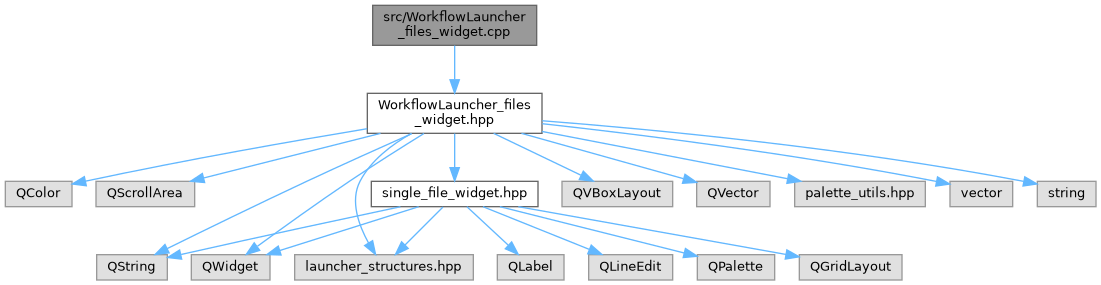 src/WorkflowLauncher
_files_widget.cpp
WorkflowLauncher_files
_widget.hpp
QColor
QScrollArea
single_file_widget.hpp
QVBoxLayout
QVector
palette_utils.hpp
vector
string
QString
QWidget
launcher_structures.hpp
QLabel
QLineEdit
QPalette
QGridLayout